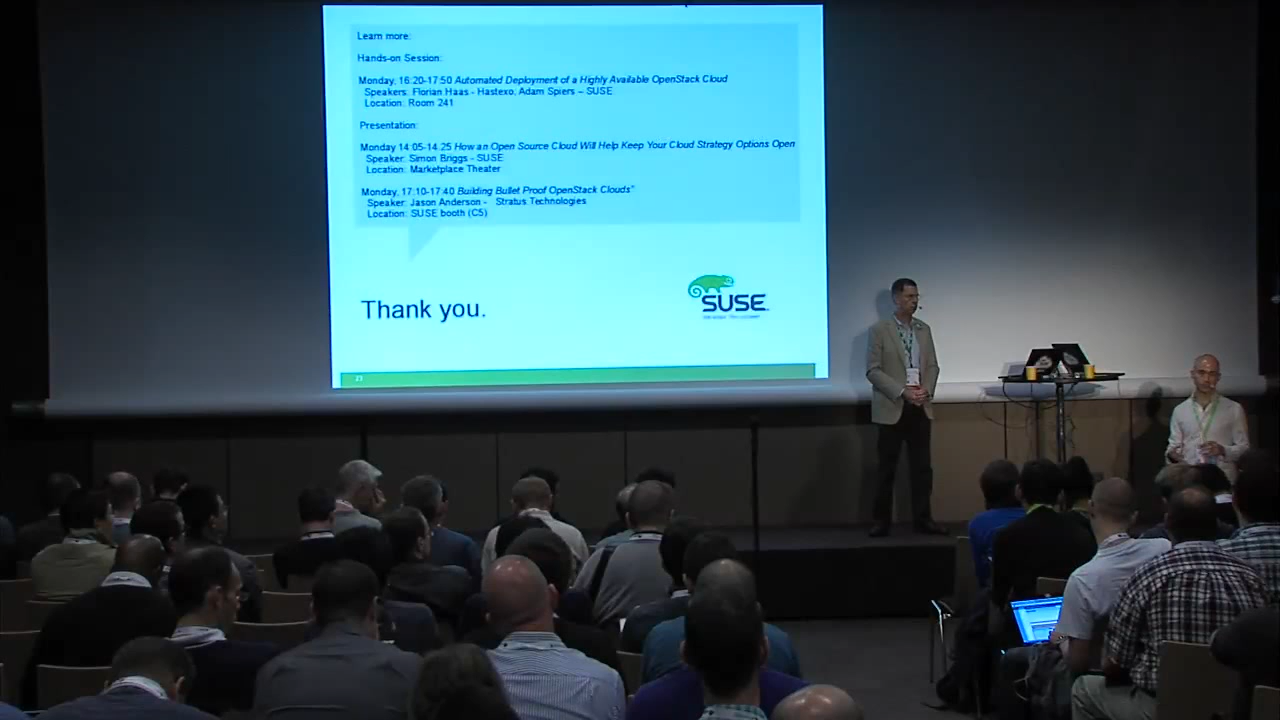 Learn more:
Hands-on Session:
Monday, 16:20-17:50 Automated Deployment of a Highly Available OpenStack Cloud
Speakers: Florian Haas - Hastexo, Adam Spiers – SUSE
Location: Room 241
Presentation:
Monday 14:05-14.25 How an Open Source Cloud Will Help Keep Your Cloud Strategy Options Open
Speaker: Simon Briggs - SUSE
Location: Marketplace Theater
Monday, 17:10-17:40 Building Bullet Proof OpenStack Clouds"
Speaker: Jason Anderson - Stratus Technologies
Location: SUSE booth (C5)
Thank you.
SUSE
23